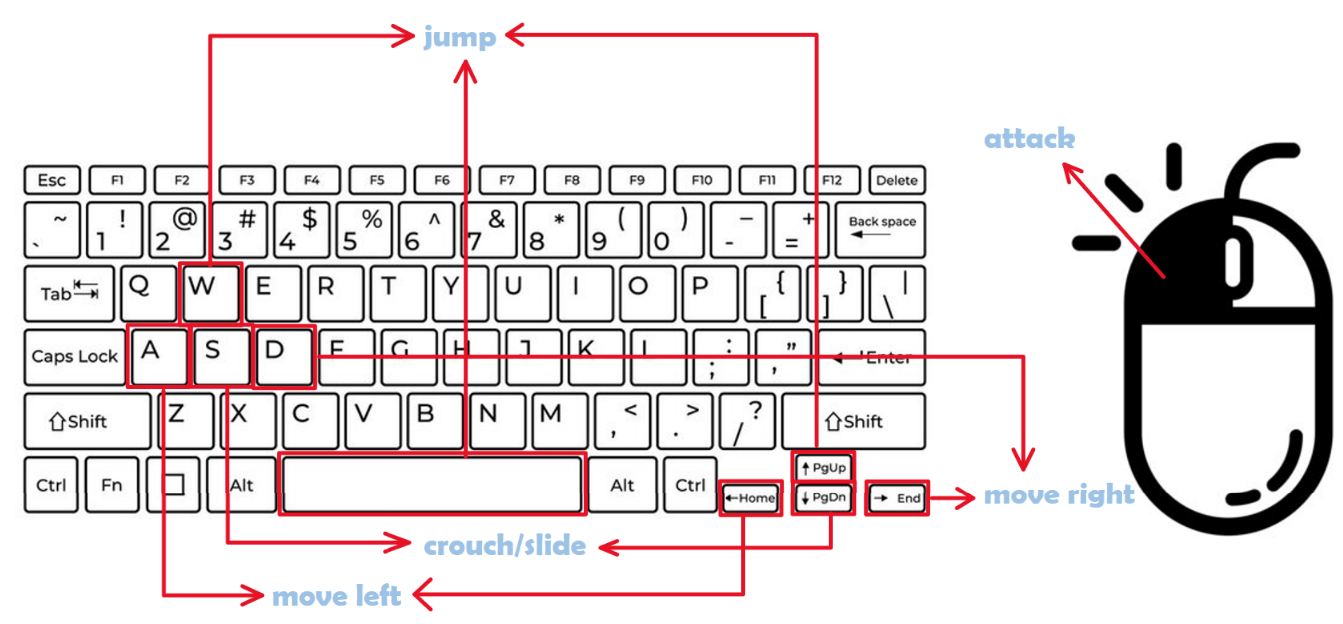 jump
attack
Esc F1 F2 F3 F4 F5 F6 F7 F8 F9 F10 F11 F12 Delete
~ ! @ # $ % ^ & * ( ) _ + Back space
` 1 2 3 4 5 6 7 8 9 0 - =
Tab Q W E R T Y U I O P { } |
[ ] \
Caps Lock A S D F G H J K L : " Enter
; '
Shift Z X C V B N M < > ? Shift
, . /
Ctrl Fn Alt Alt Ctrl ←Home ↑PgUp ↓PgDn → End
move right
crouch/slide
move left